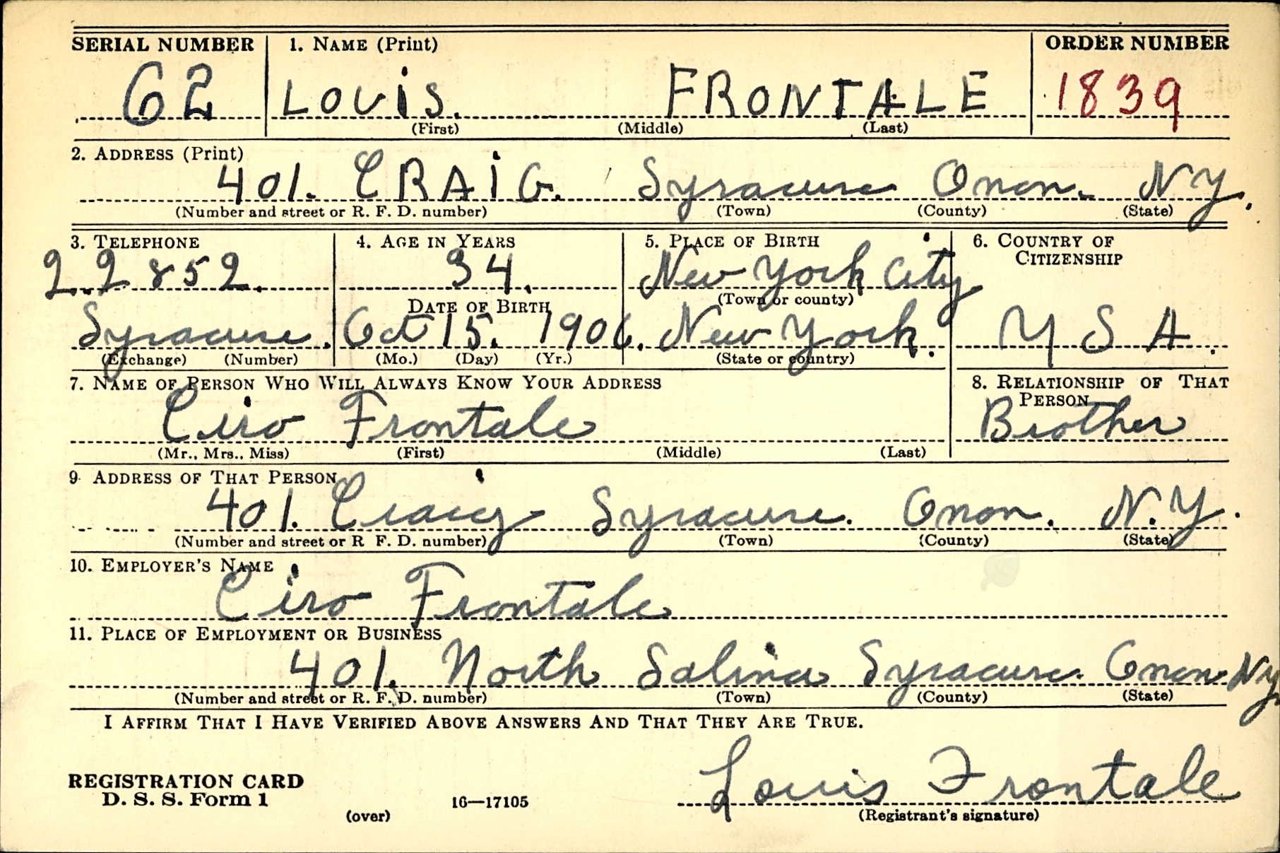 SERIAL NUMBER 1. NAME (Print) ORDER NUMBER
62 LOUIS. FRONTALE 1839
(First) (Middle) (Last)
2. ADDRESS (Print)
401. CRAIG. Syracuse Onon. NY.
(Number and street or R. F. D. number) (Town) (County) (State)
3. TELEPHONE 4. AGE IN YEARS 5. PLACE OF BIRTH 6. COUNTRY OF CITIZENSHIP
2.2852. 34. New York City
DATE OF BIRTH (Town or county)
Syracuse. Oct 15. 1906. New York. U S A.
(Exchange) (Number) (Mo.) (Day) (Yr.) (State or country)
7. NAME OF PERSON WHO WILL ALWAYS KNOW YOUR ADDRESS 8. RELATIONSHIP OF THAT PERSON
Ciro Frontale Brother
(Mr., Mrs., Miss) (First) (Middle) (Last)
9. ADDRESS OF THAT PERSON
401. Craig Syracuse. Onon. N.Y.
(Number and street or R F. D. number) (Town) (County) (State)
10. EMPLOYER'S NAME
Ciro Frontale
11. PLACE OF EMPLOYMENT OR BUSINESS
401. North Salina Syracuse. Onon. Ny
(Number and street or R. F. D. number) (Town) (County) (State)
I AFFIRM THAT I HAVE VERIFIED ABOVE ANSWERS AND THAT THEY ARE TRUE.
REGISTRATION CARD
D. S. S. Form 1 (over) 16—17105 Louis Frontale
(Registrant's signature)